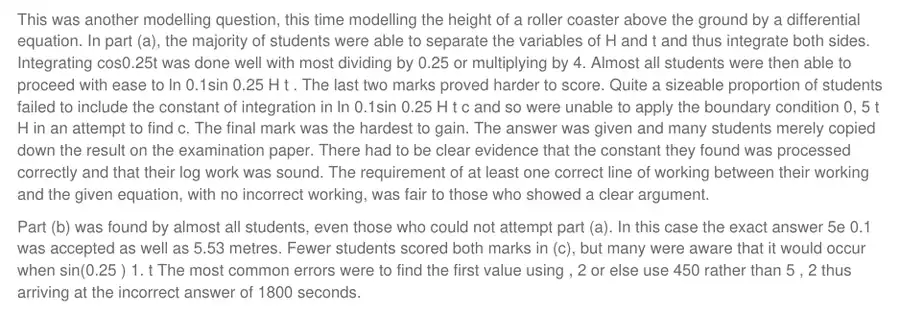 This was another modelling question, this time modelling the height of a roller coaster above the ground by a differential
equation. In part (a), the majority of students were able to separate the variables of H and t and thus integrate both sides.
Integrating cos0.25t was done well with most dividing by 0.25 or multiplying by 4. Almost all students were then able to
proceed with ease to ln 0.1sin 0.25 H t . The last two marks proved harder to score. Quite a sizeable proportion of students
failed to include the constant of integration in ln 0.1sin 0.25 H t c and so were unable to apply the boundary condition 0, 5 t
H in an attempt to find c. The final mark was the hardest to gain. The answer was given and many students merely copied
down the result on the examination paper. There had to be clear evidence that the constant they found was processed
correctly and that their log work was sound. The requirement of at least one correct line of working between their working
and the given equation, with no incorrect working, was fair to those who showed a clear argument.
Part (b) was found by almost all students, even those who could not attempt part (a). In this case the exact answer 5e 0.1
was accepted as well as 5.53 metres. Fewer students scored both marks in (c), but many were aware that it would occur
when sin(0.25 ) 1. t The most common errors were to find the first value using , 2 or else use 450 rather than 5 , 2 thus
arriving at the incorrect answer of 1800 seconds.